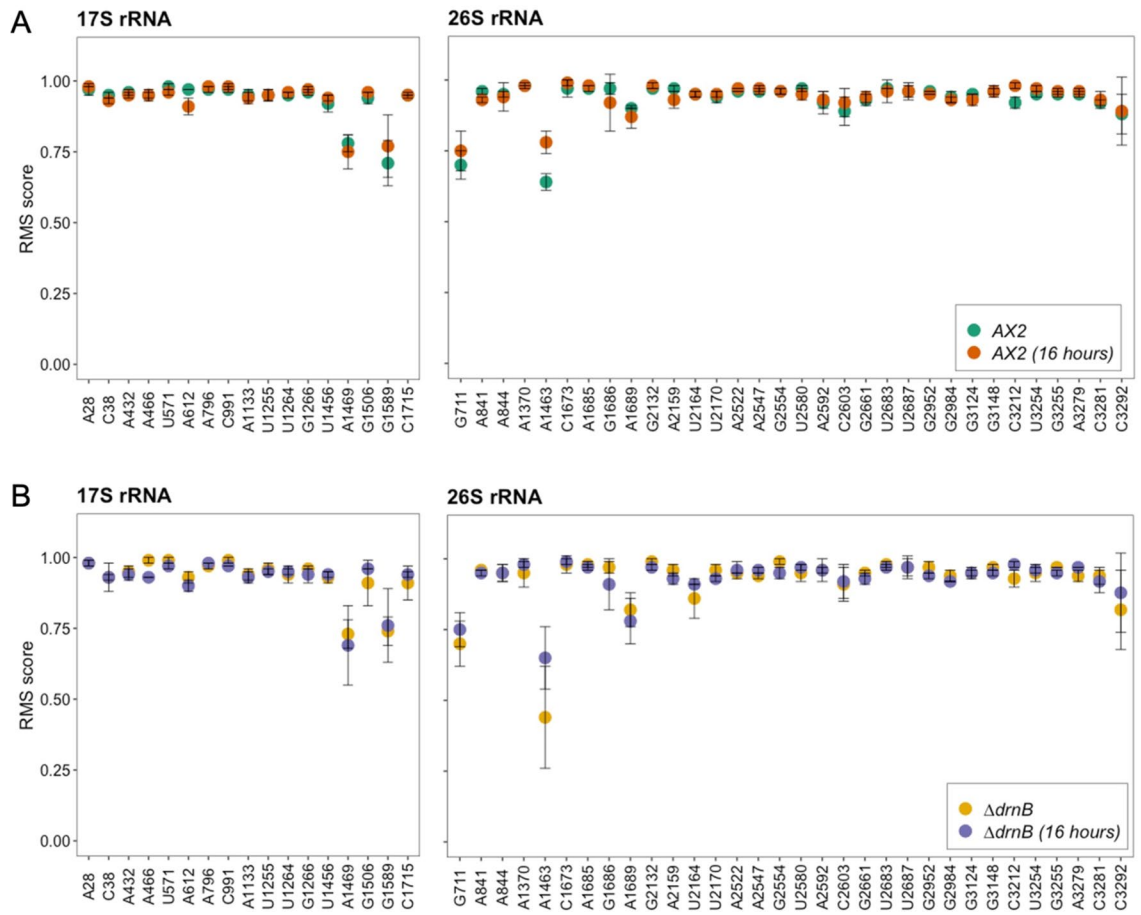 A
17S rRNA
26S rRNA
RMS score
1.00
0.75
0.50
0.25
0.00
AX2
AX2 (16 hours)
A28 C38 A432 A466 U571 A612 A796 C991 A1133 U1255 U1264 G1266 U1456 A1469 G1506 G1589 C1715
G711 A841 A844 A1370 A1463 C1673 A1685 G1686 A1689 G2132 A2159 U2164 U2170 A2522 A2547 G2554 U2580 A2592 C2603 G2661 U2683 U2687 G2952 G2984 G3124 G3148 C3212 U3254 G3255 A3279 C3281 C3292
B
17S rRNA
26S rRNA
RMS score
1.00
0.75
0.50
0.25
0.00
ΔdrnB
ΔdrnB (16 hours)
A28 C38 A432 A466 U571 A612 A796 C991 A1133 U1255 U1264 G1266 U1456 A1469 G1506 G1589 C1715
G711 A841 A844 A1370 A1463 C1673 A1685 G1686 A1689 G2132 A2159 U2164 U2170 A2522 A2547 G2554 U2580 A2592 C2603 G2661 U2683 U2687 G2952 G2984 G3124 G3148 C3212 U3254 G3255 A3279 C3281 C3292